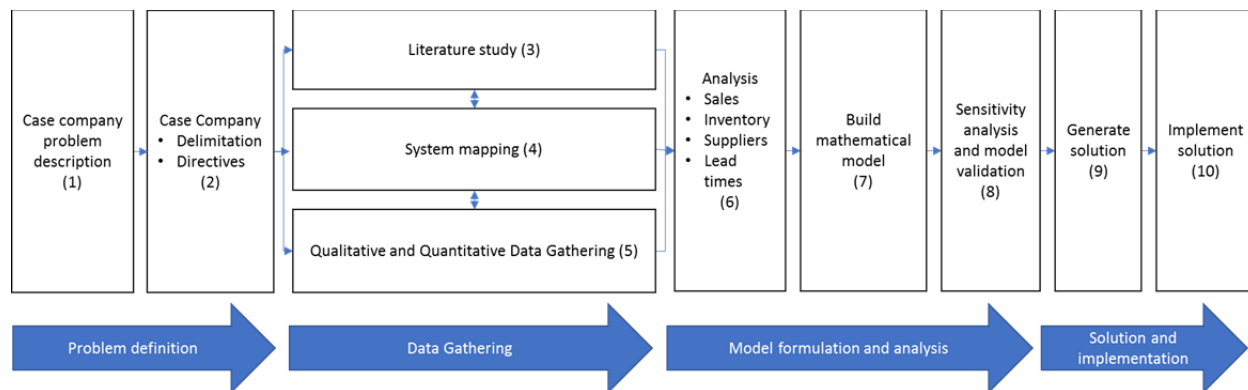 Case company
problem
description
(1)
Case Company
• Delimitation
• Directives
(2)
Literature study (3)
System mapping (4)
Qualitative and Quantitative Data Gathering (5)
Analysis
• Sales
• Inventory
• Suppliers
• Lead
times
(6)
Build
mathematical
model
(7)
Sensitivity
analysis
and model
validation
(8)
Generate
solution
(9)
Implement
solution
(10)
Problem definition
Data Gathering
Model formulation and analysis
Solution and
implementation